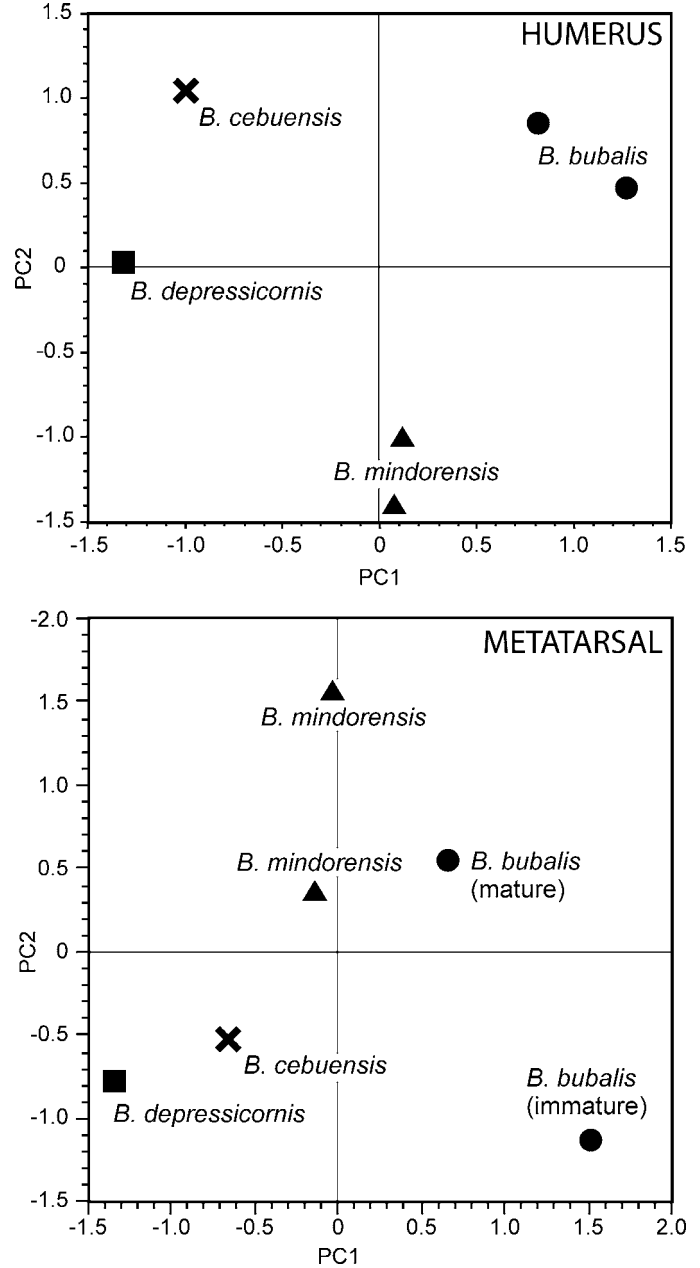 HUMERUS
1.5
1.0
0.5
0
-0.5
-1.0
-1.5
PC2
B. cebuensis
B. bubalis
B. depressicornis
B. mindorensis
-1.5 -1.0 -0.5 0 0.5 1.0 1.5
PC1
METATARSAL
-2.0
1.5
1.0
0.5
0
-0.5
-1.0
-1.5
PC2
B. mindorensis
B. mindorensis
B. bubalis
(mature)
B. cebuensis
B. depressicornis
B. bubalis
(immature)
-1.5 -1.0 -0.5 0 0.5 1.0 1.5 2.0
PC1